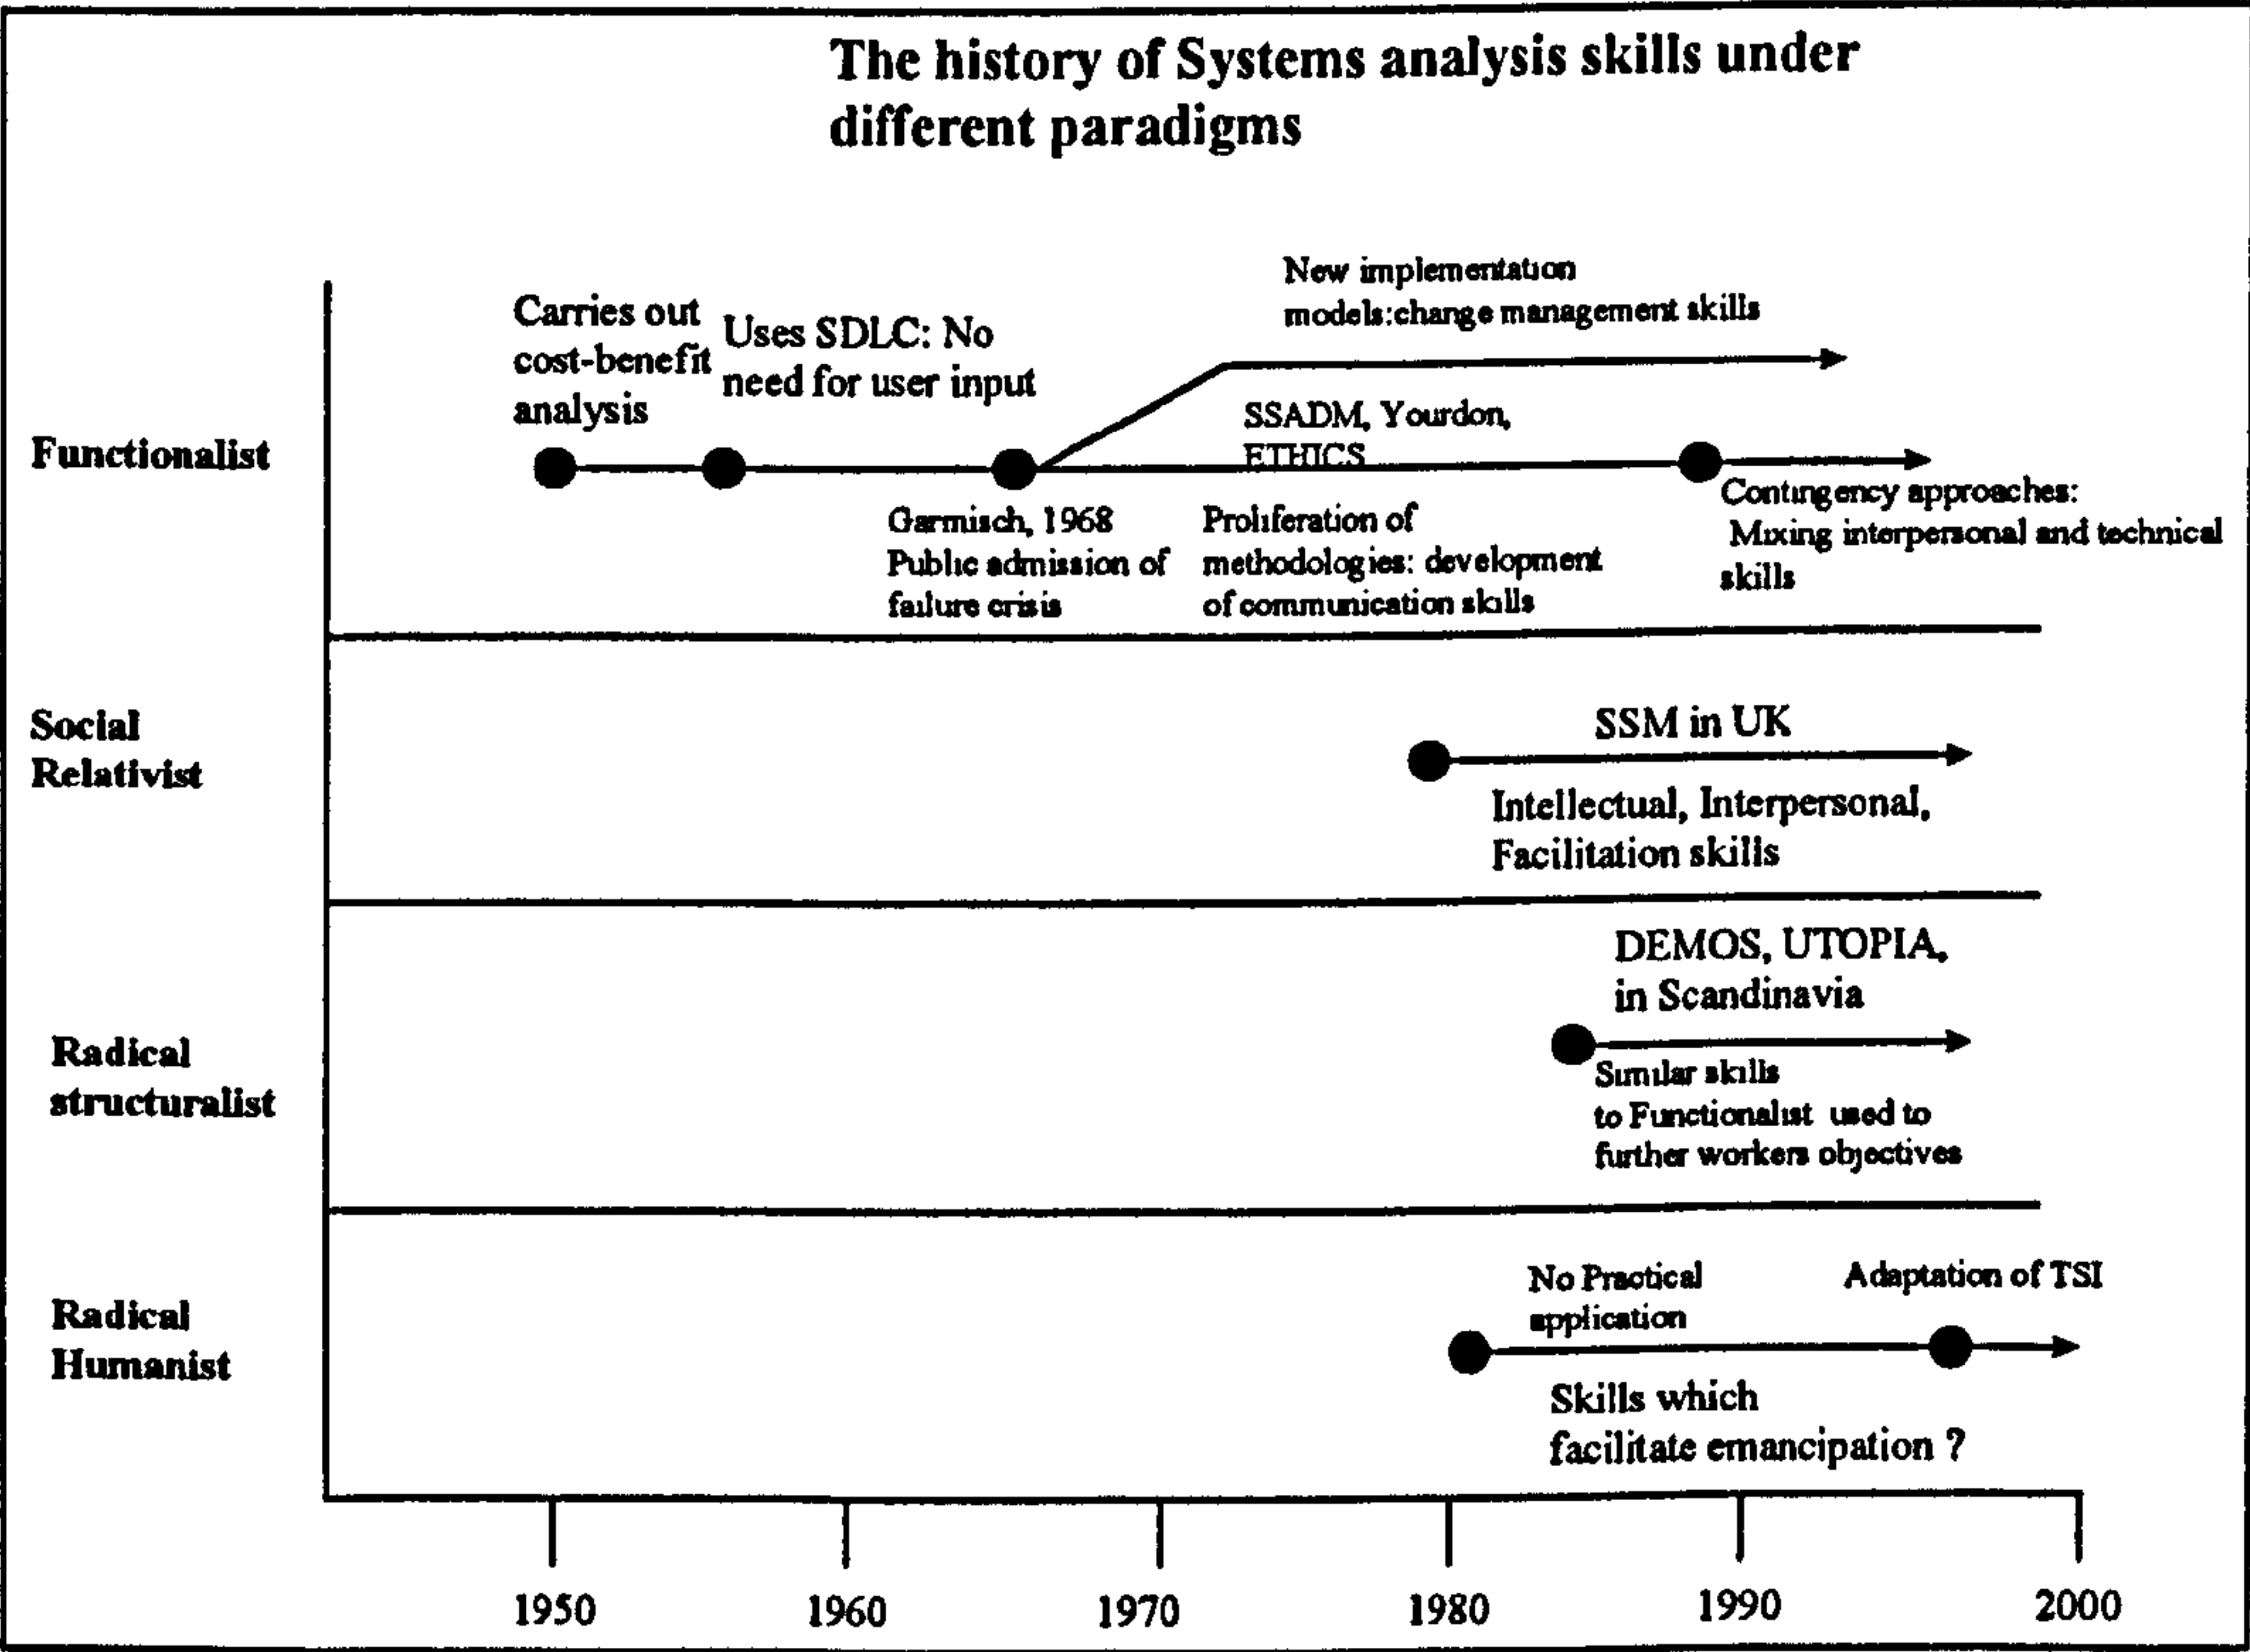 The history of Systems analysis skills under
different paradigms
Functionalist
Carries out
cost-benefit
analysis
Uses SDLC: No
need for user input
New implementation
models:change management skills
SSADM, Yourdon,
ETHICS
Garmisch, 1968
Public admission of
failure crisis
Proliferation of
methodologies: development
of communication skills
Contingency approaches:
Mixing interpersonal and technical
skills
Social
Relativist
SSM in UK
Intellectual, Interpersonal,
Facilitation skills
Radical
structuralist
DEMOS, UTOPIA,
in Scandinavia
Similar skills
to Functionalist used to
further workers objectives
Radical
Humanist
No Practical
application
Adaptation of TSI
Skills which
facilitate emancipation ?
1950
1960
1970
1980
1990
2000